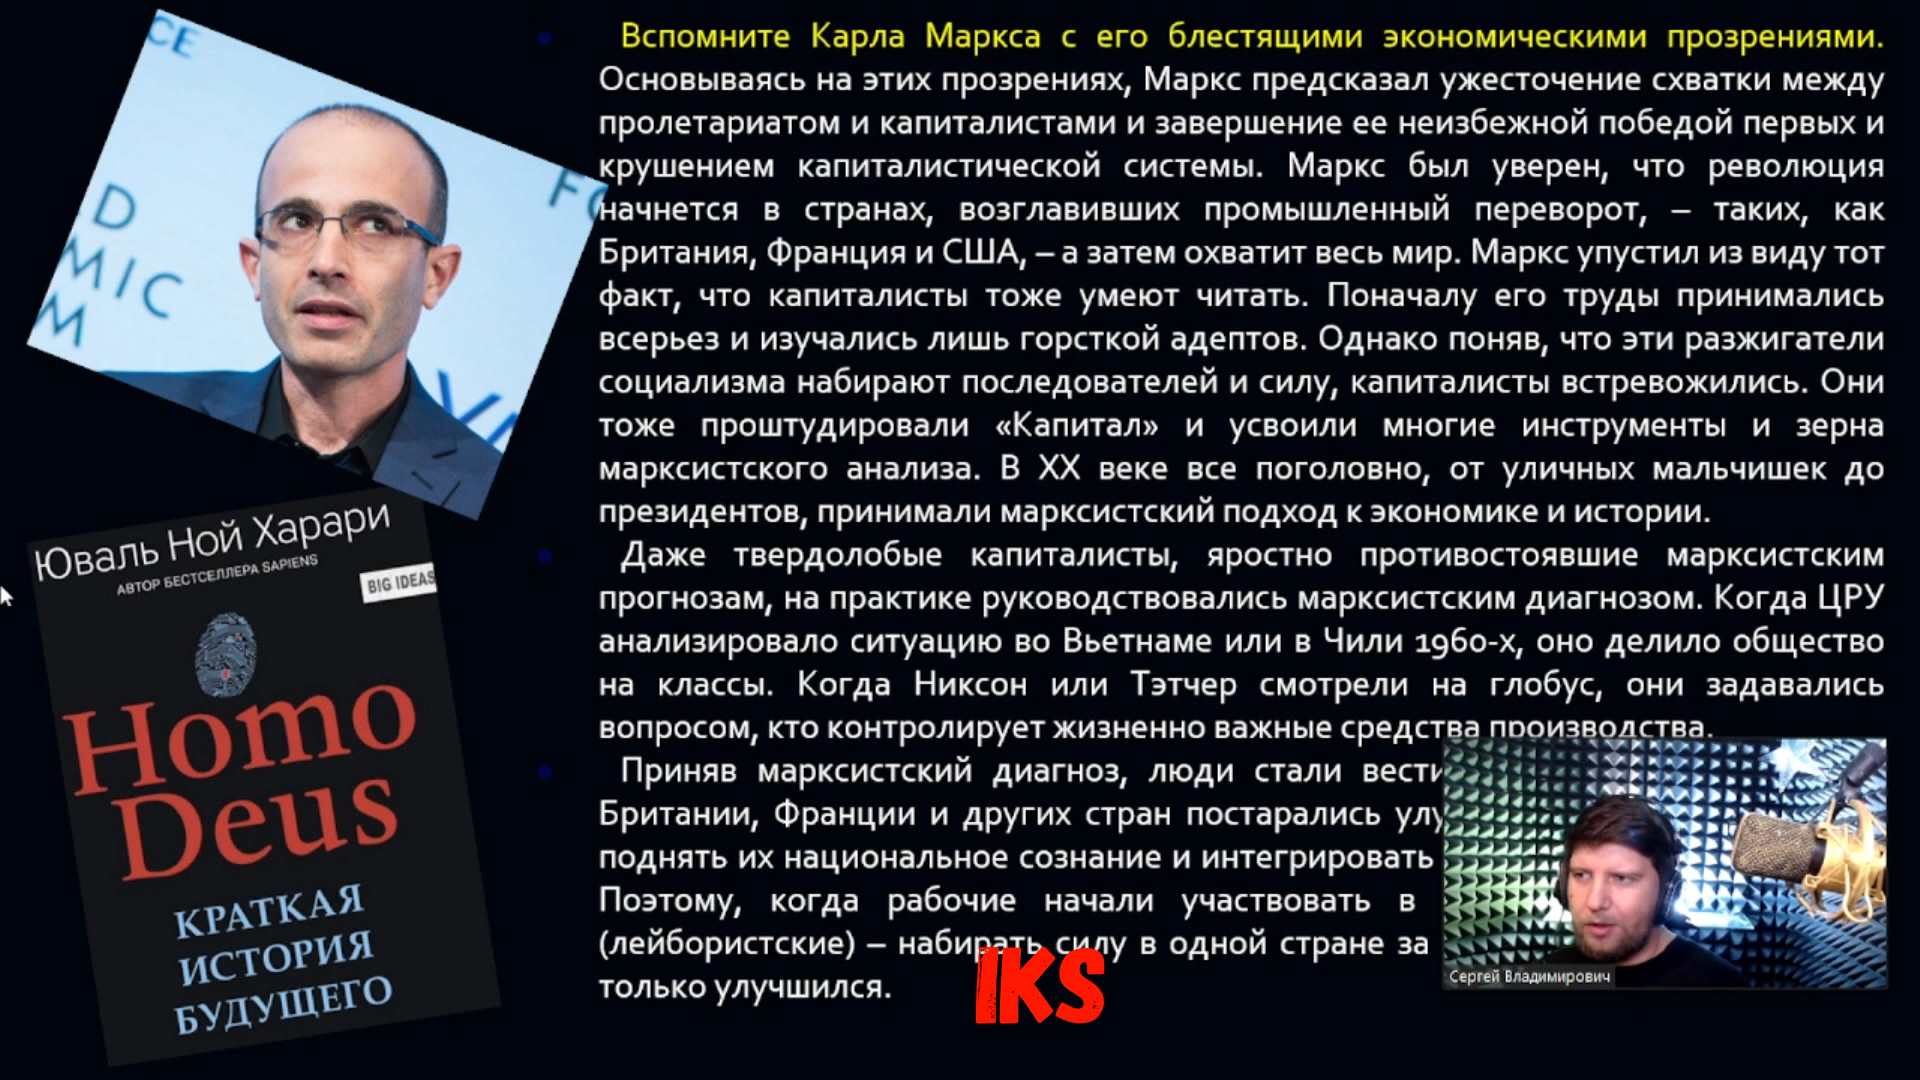 CE
D
MIC
M
FO
Юваль Ной Харари
АВТОР БЕСТСЕЛЛЕРА SAPIENS
BIG IDEAS
Homo
Deus
КРАТКАЯ
ИСТОРИЯ
БУДУЩЕГО
Вспомните Карла Маркса с его блестящими экономическими прозрениями.
Основываясь на этих прозрениях, Маркс предсказал ужесточение схватки между
пролетариатом и капиталистами и завершение ее неизбежной победой первых и
крушением капиталистической системы. Маркс был уверен, что революция
начнется в странах, возглавивших промышленный переворот, – таких, как
Британия, Франция и США, – а затем охватит весь мир. Маркс упустил из виду тот
факт, что капиталисты тоже умеют читать. Поначалу его труды принимались
всерьез и изучались лишь горсткой адептов. Однако поняв, что эти разжигатели
социализма набирают последователей и силу, капиталисты встревожились. Они
тоже проштудировали «Капитал» и усвоили многие инструменты и зерна
марксистского анализа. В XX веке все поголовно, от уличных мальчишек до
президентов, принимали марксистский подход к экономике и истории.
Даже твердолобые капиталисты, яростно противостоявшие марксистским
прогнозам, на практике руководствовались марксистским диагнозом. Когда ЦРУ
анализировало ситуацию во Вьетнаме или в Чили 1960-х, оно делило общество
на классы. Когда Никсон или Тэтчер смотрели на глобус, они задавались
вопросом, кто контролирует жизненно важные средства производства.
Приняв марксистский диагноз, люди стали вести
Британии, Франции и других стран постарались улу
поднять их национальное сознание и интегрировать
Поэтому, когда рабочие начали участвовать в
(лейбористские) – набирать силу в одной стране за
только улучшился.
IKS
Сергей Владимирович